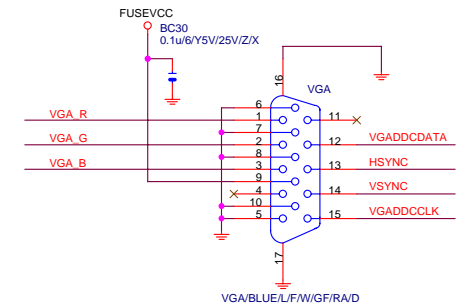 FUSEVCC
BC30
0.1u/6/Y5V/25V/Z/X
16
VGA
6
VGA_R
1
11
7
VGA_G
2
12
VGADDCDATA
8
VGA_B
3
13
HSYNC
9
4
14
VSYNC
10
5
15
VGADDCCLK
17
VGA/BLUE/L/F/W/GF/RA/D